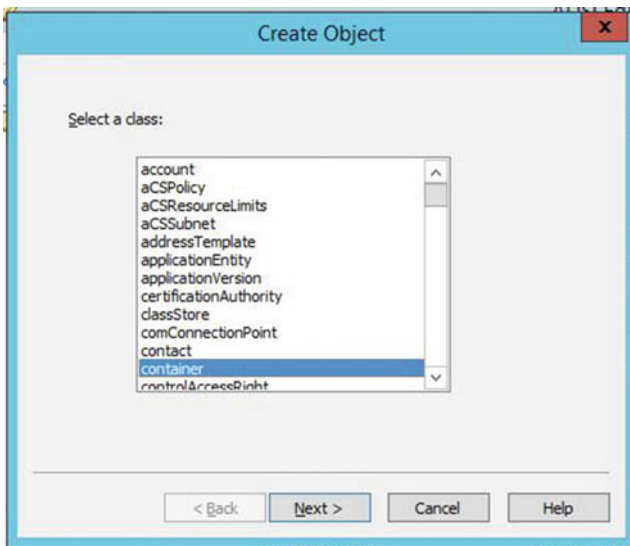 Create Object
x
Select a class:
account
aCSPolicy
aCSResourceLimits
aCSSubnet
addressTemplate
applicationEntity
applicationVersion
certificationAuthority
classStore
comConnectionPoint
contact
container
controlAccessRight
< Back Next > Cancel Help